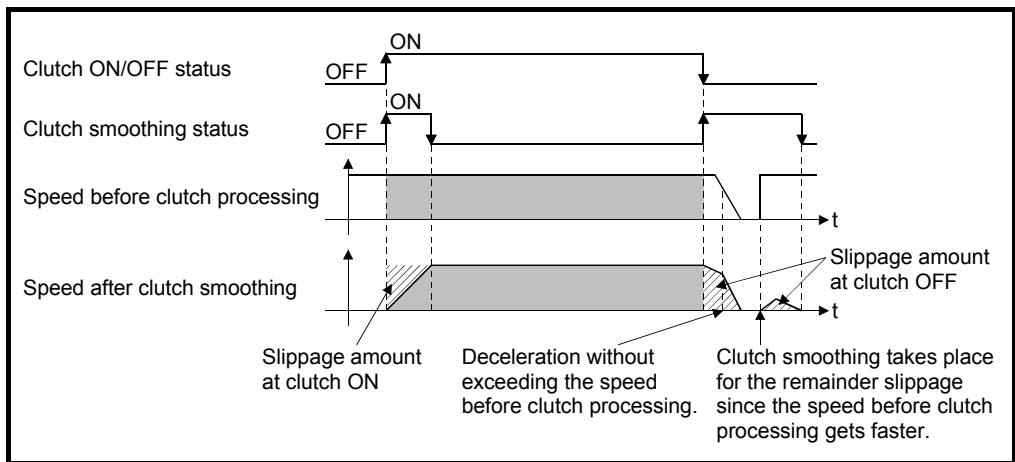 ON
Clutch ON/OFF status
OFF
ON
Clutch smoothing status
OFF
Speed before clutch processing
t
Slippage amount
at clutch OFF
Speed after clutch smoothing
t
Slippage amount
at clutch ON
Deceleration without
exceeding the speed
before clutch processing.
Clutch smoothing takes place
for the remainder slippage
since the speed before clutch
processing gets faster.